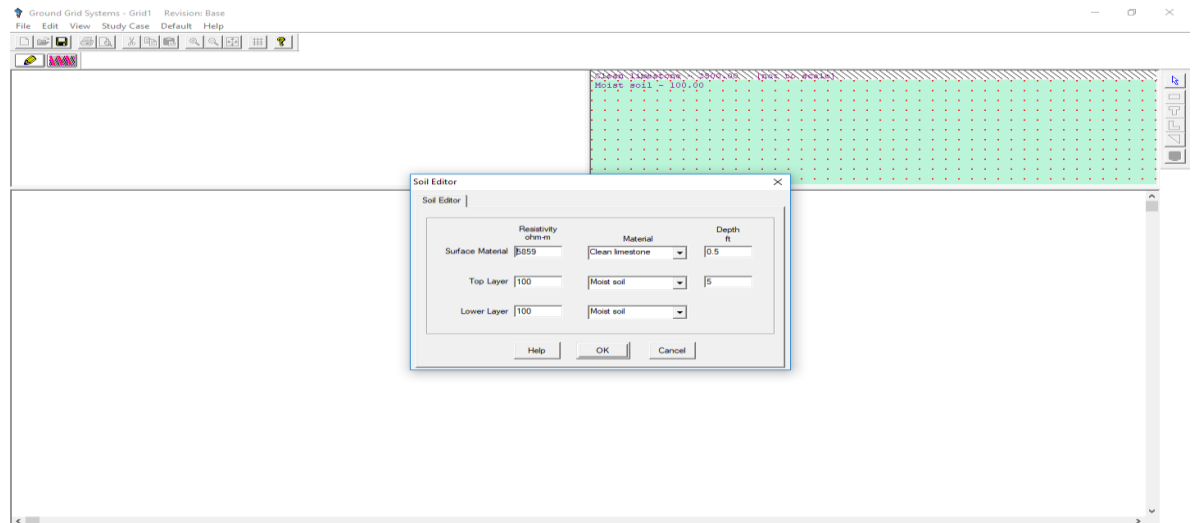 Ground Grid Systems - Grid1 Revision: Base
File Edit View Study Case Default Help
Clean limestone - 3500.00 [not to scale]
Moist soil - 100.00
Soil Editor
Soil Editor
Resistivity
ohm-m
Material
Depth
ft
Surface Material 5859 Clean limestone 0.5
Top Layer 100 Moist soil 5
Lower Layer 100 Moist soil
Help OK Cancel